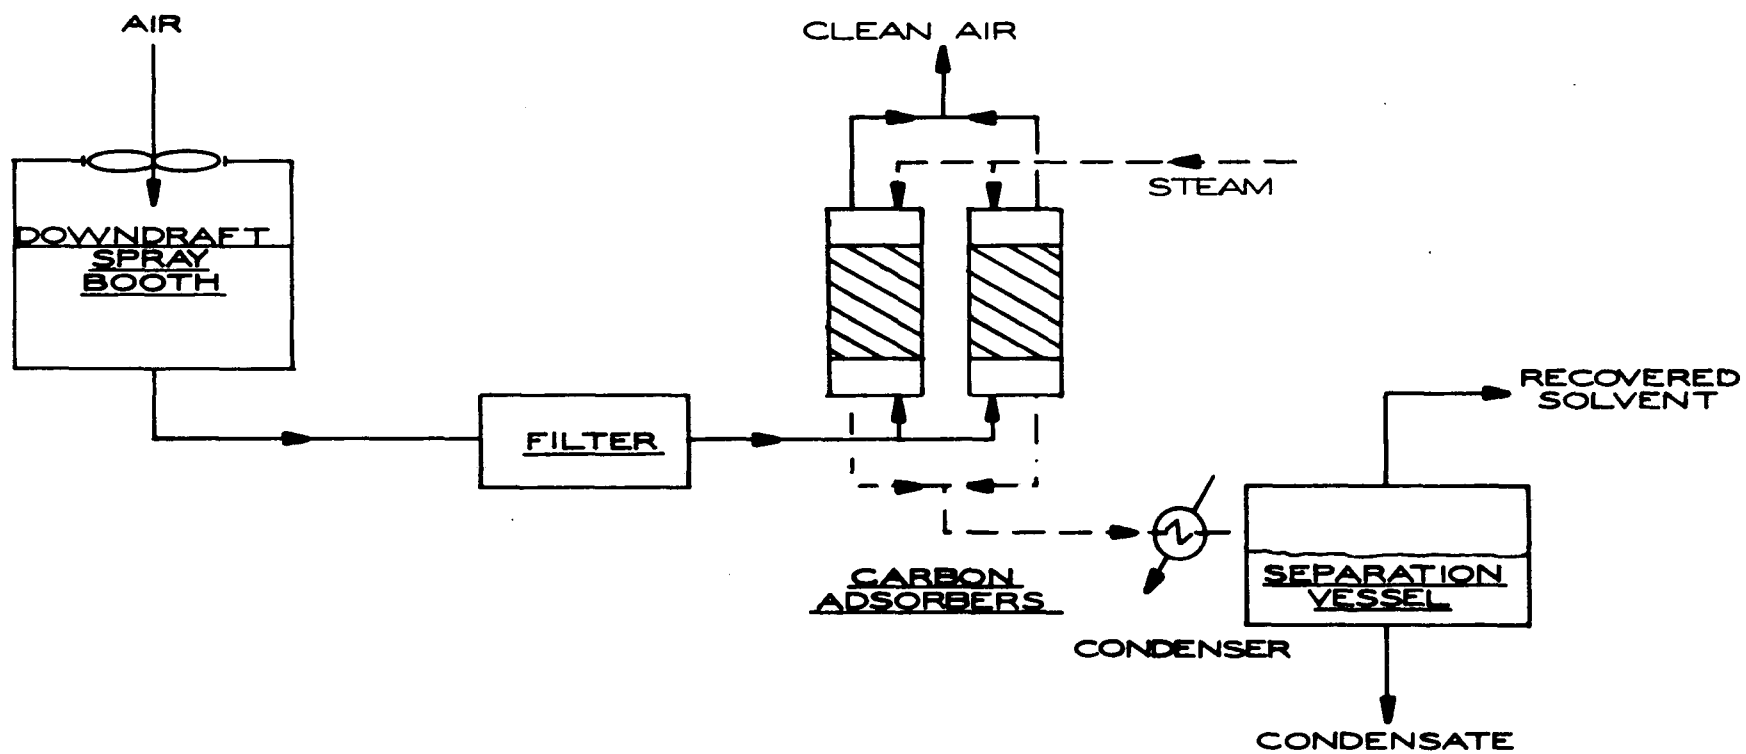 AIR
CLEAN AIR
STEAM
DOWNDRAFT
SPRAY
BOOTH
RECOVERED
SOLVENT
FILTER
CARBON
ADSORBERS
SEPARATION
VESSEL
CONDENSER
CONDENSATE